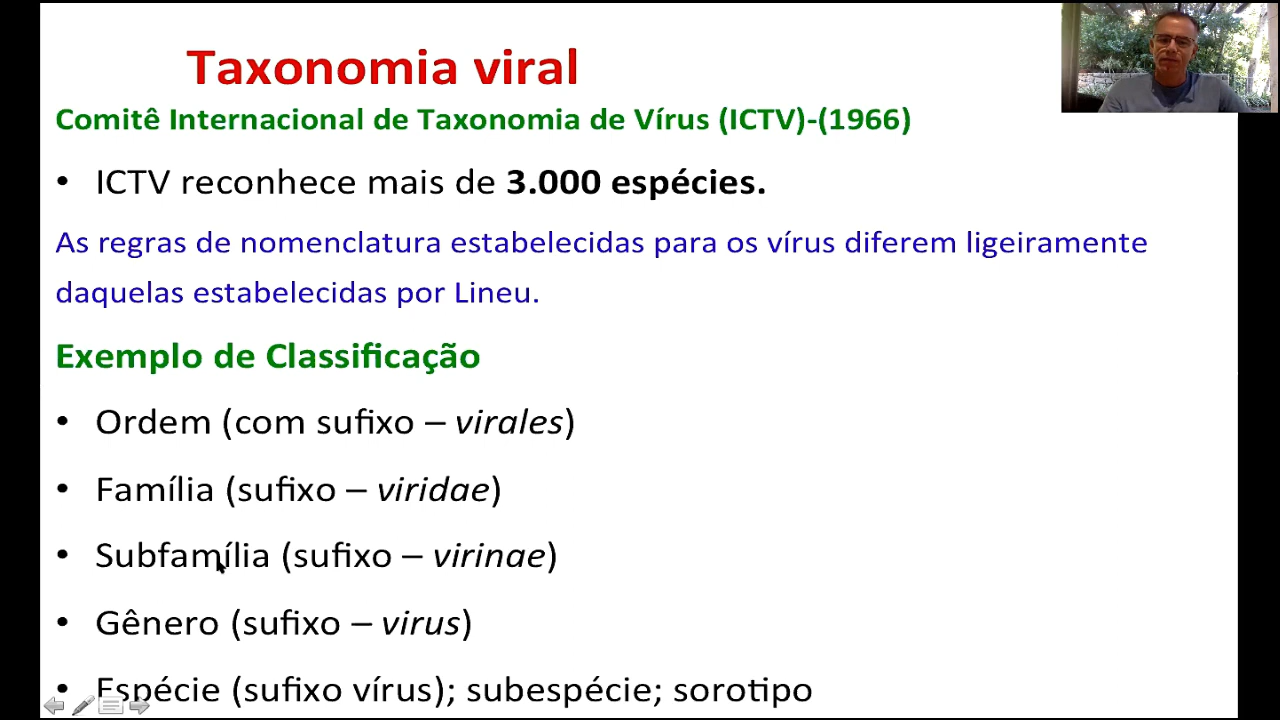 Taxonomia viral
Comitê Internacional de Taxonomia de Vírus (ICTV)-(1966)
• ICTV reconhece mais de 3.000 espécies.
As regras de nomenclatura estabelecidas para os vírus diferem ligeiramente
daquelas estabelecidas por Lineu.
Exemplo de Classificação
• Ordem (com sufixo – virales)
• Família (sufixo – viridae)
• Subfamília (sufixo – virinae)
• Gênero (sufixo – virus)
• Espécie (sufixo vírus); subespécie; sorotipo